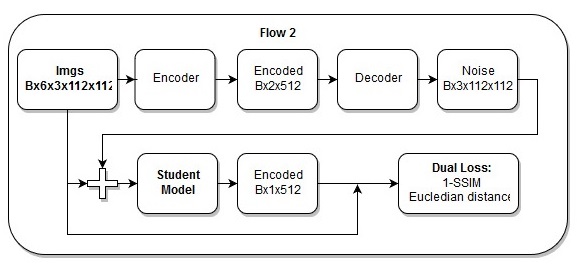 Flow 2
Imgs
Bx6x3x112x112
Encoder
Encoded
Bx2x512
Decoder
Noise
Bx3x112x112
Student
Model
Encoded
Bx1x512
Dual Loss:
1-SSIM
Eucledian distance